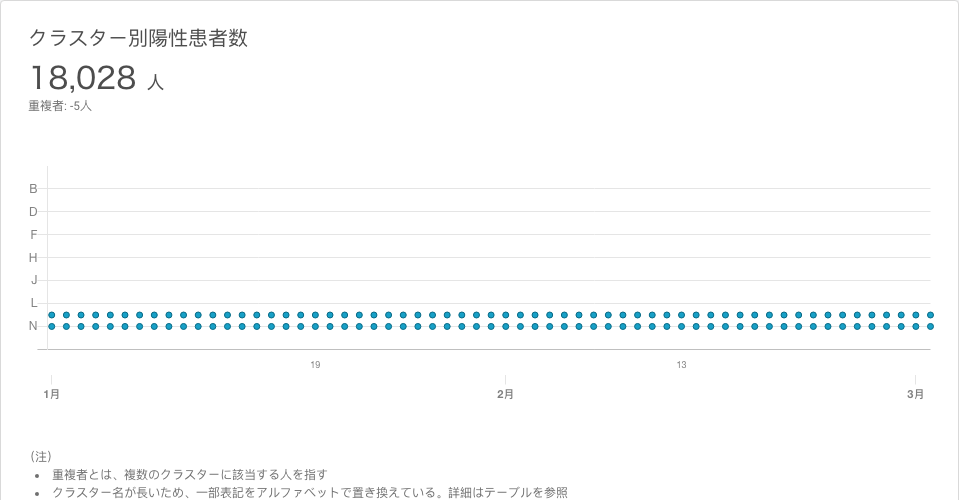 クラスター別陽性患者数
18,028 人
重複者: -5人
B
D
F
H
J
L
N
19
13
1月
2月
3月
（注）
• 重複者とは、複数のクラスターに該当する人を指す
• クラスター名が長いため、一部表記をアルファベットで置き換えている。詳細はテーブルを参照